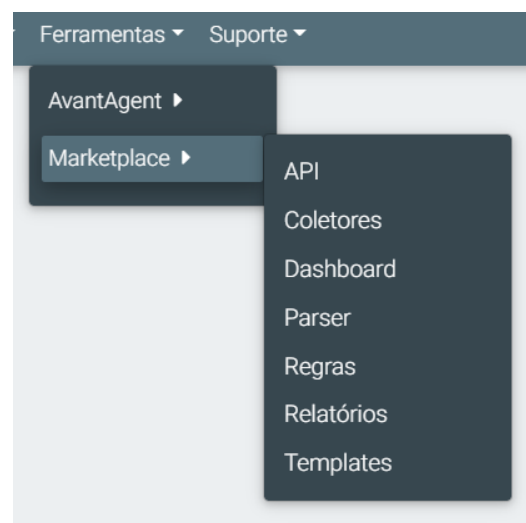 Ferramentas Suporte
AvantAgent
Marketplace
API
Coletores
Dashboard
Parser
Regras
Relatórios
Templates